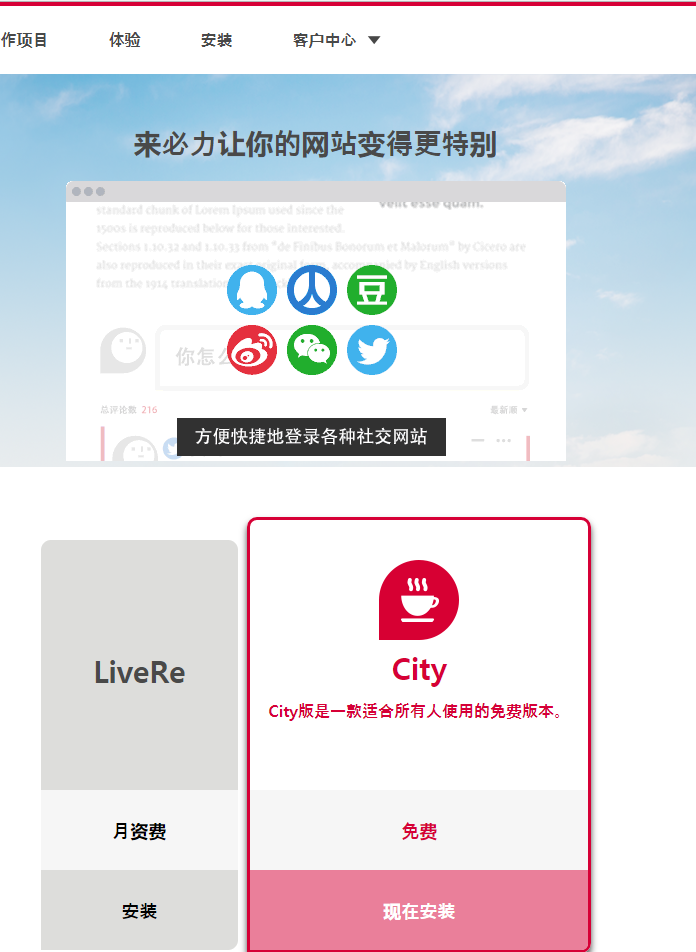 作项目
体验
安装
客户中心
来必力让你的网站变得更特别
velit esse quam.
standard chunk of Lorem Ipsum used since the
1500s is reproduced below for those interested.
Sections 1.10.32 and 1.10.33 from "de Finibus Bonorum et Malorum" by Cicero are
also reproduced in their exact original form, accompanied by English versions
from the 1914 translation
豆
你怎么
总评论数 216
最新潮
方便快捷地登录各种社交网站
LiveRe
City
City版是一款适合所有人使用的免费版本。
月资费
免费
安装
现在安装